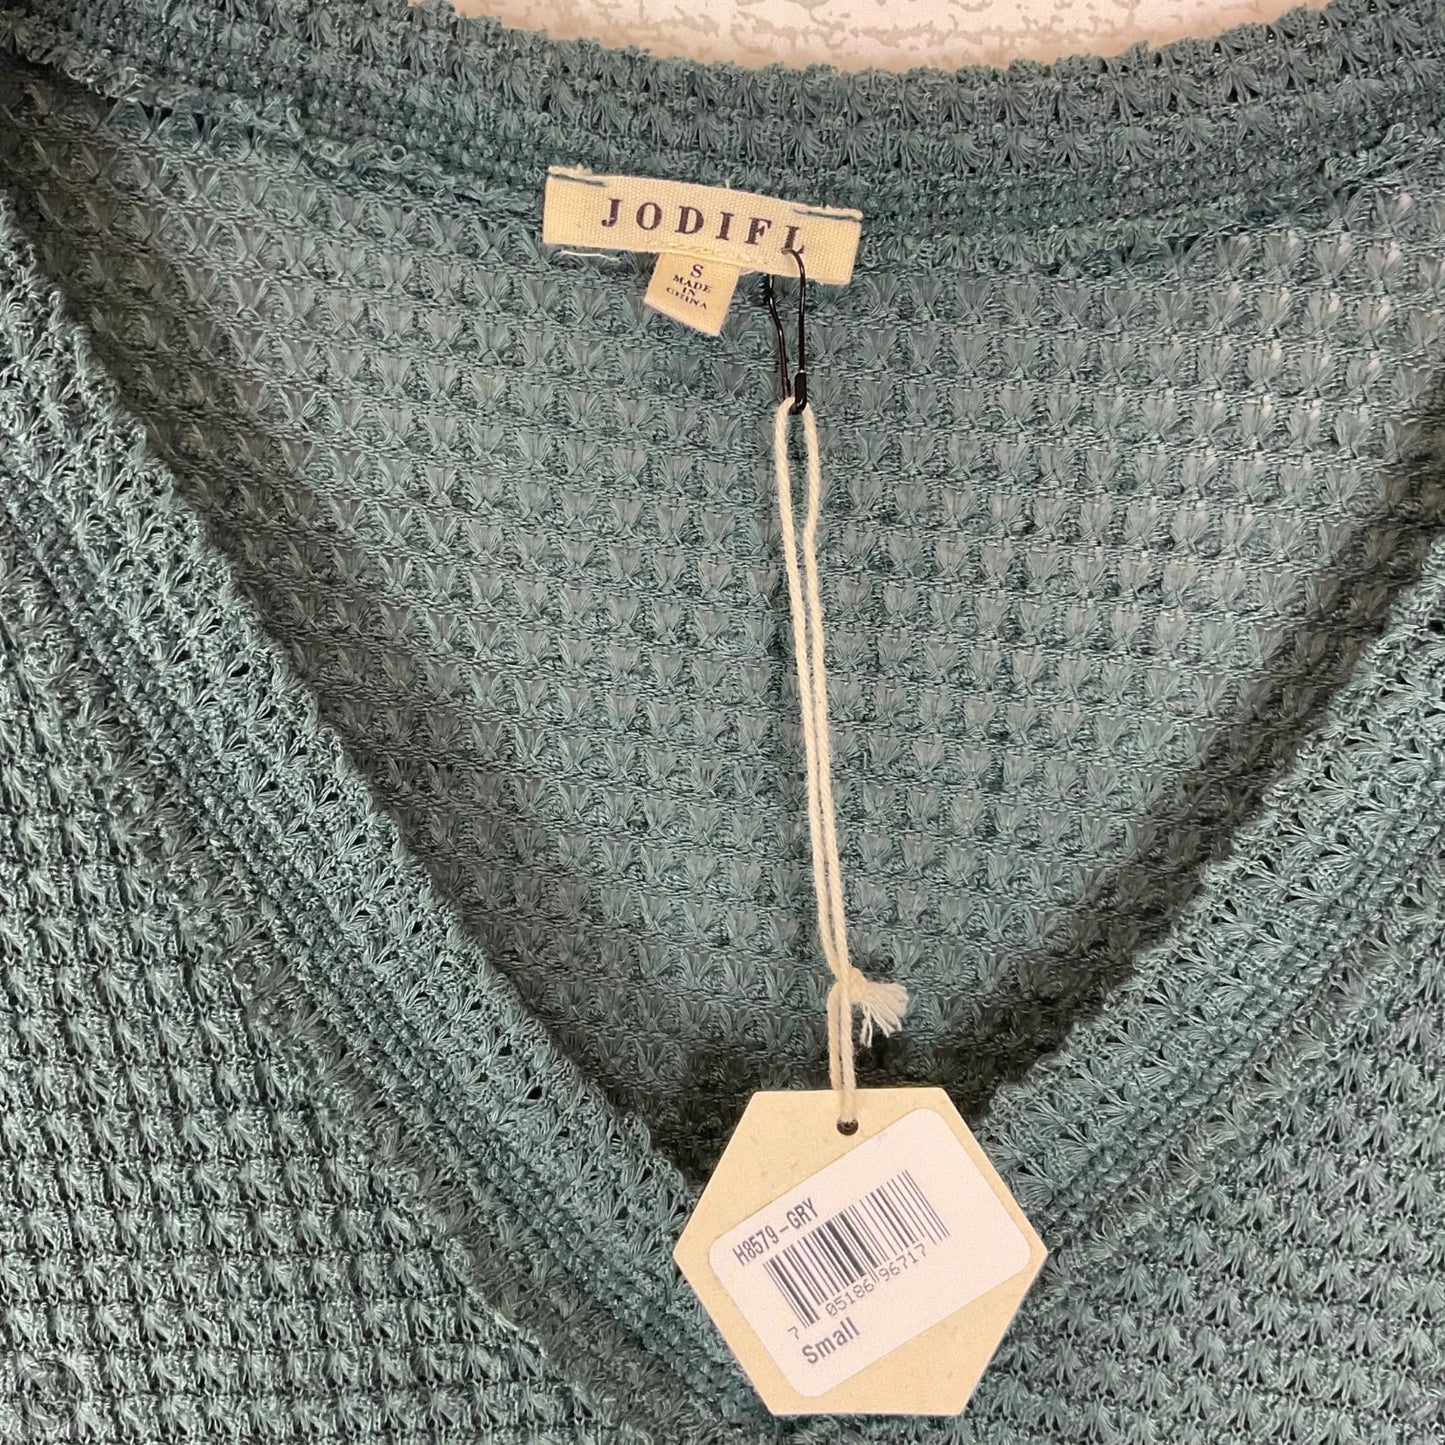 JODIFL
S
MADE
IN
CHINA
H8579-GRY
7 05186 96717
Small